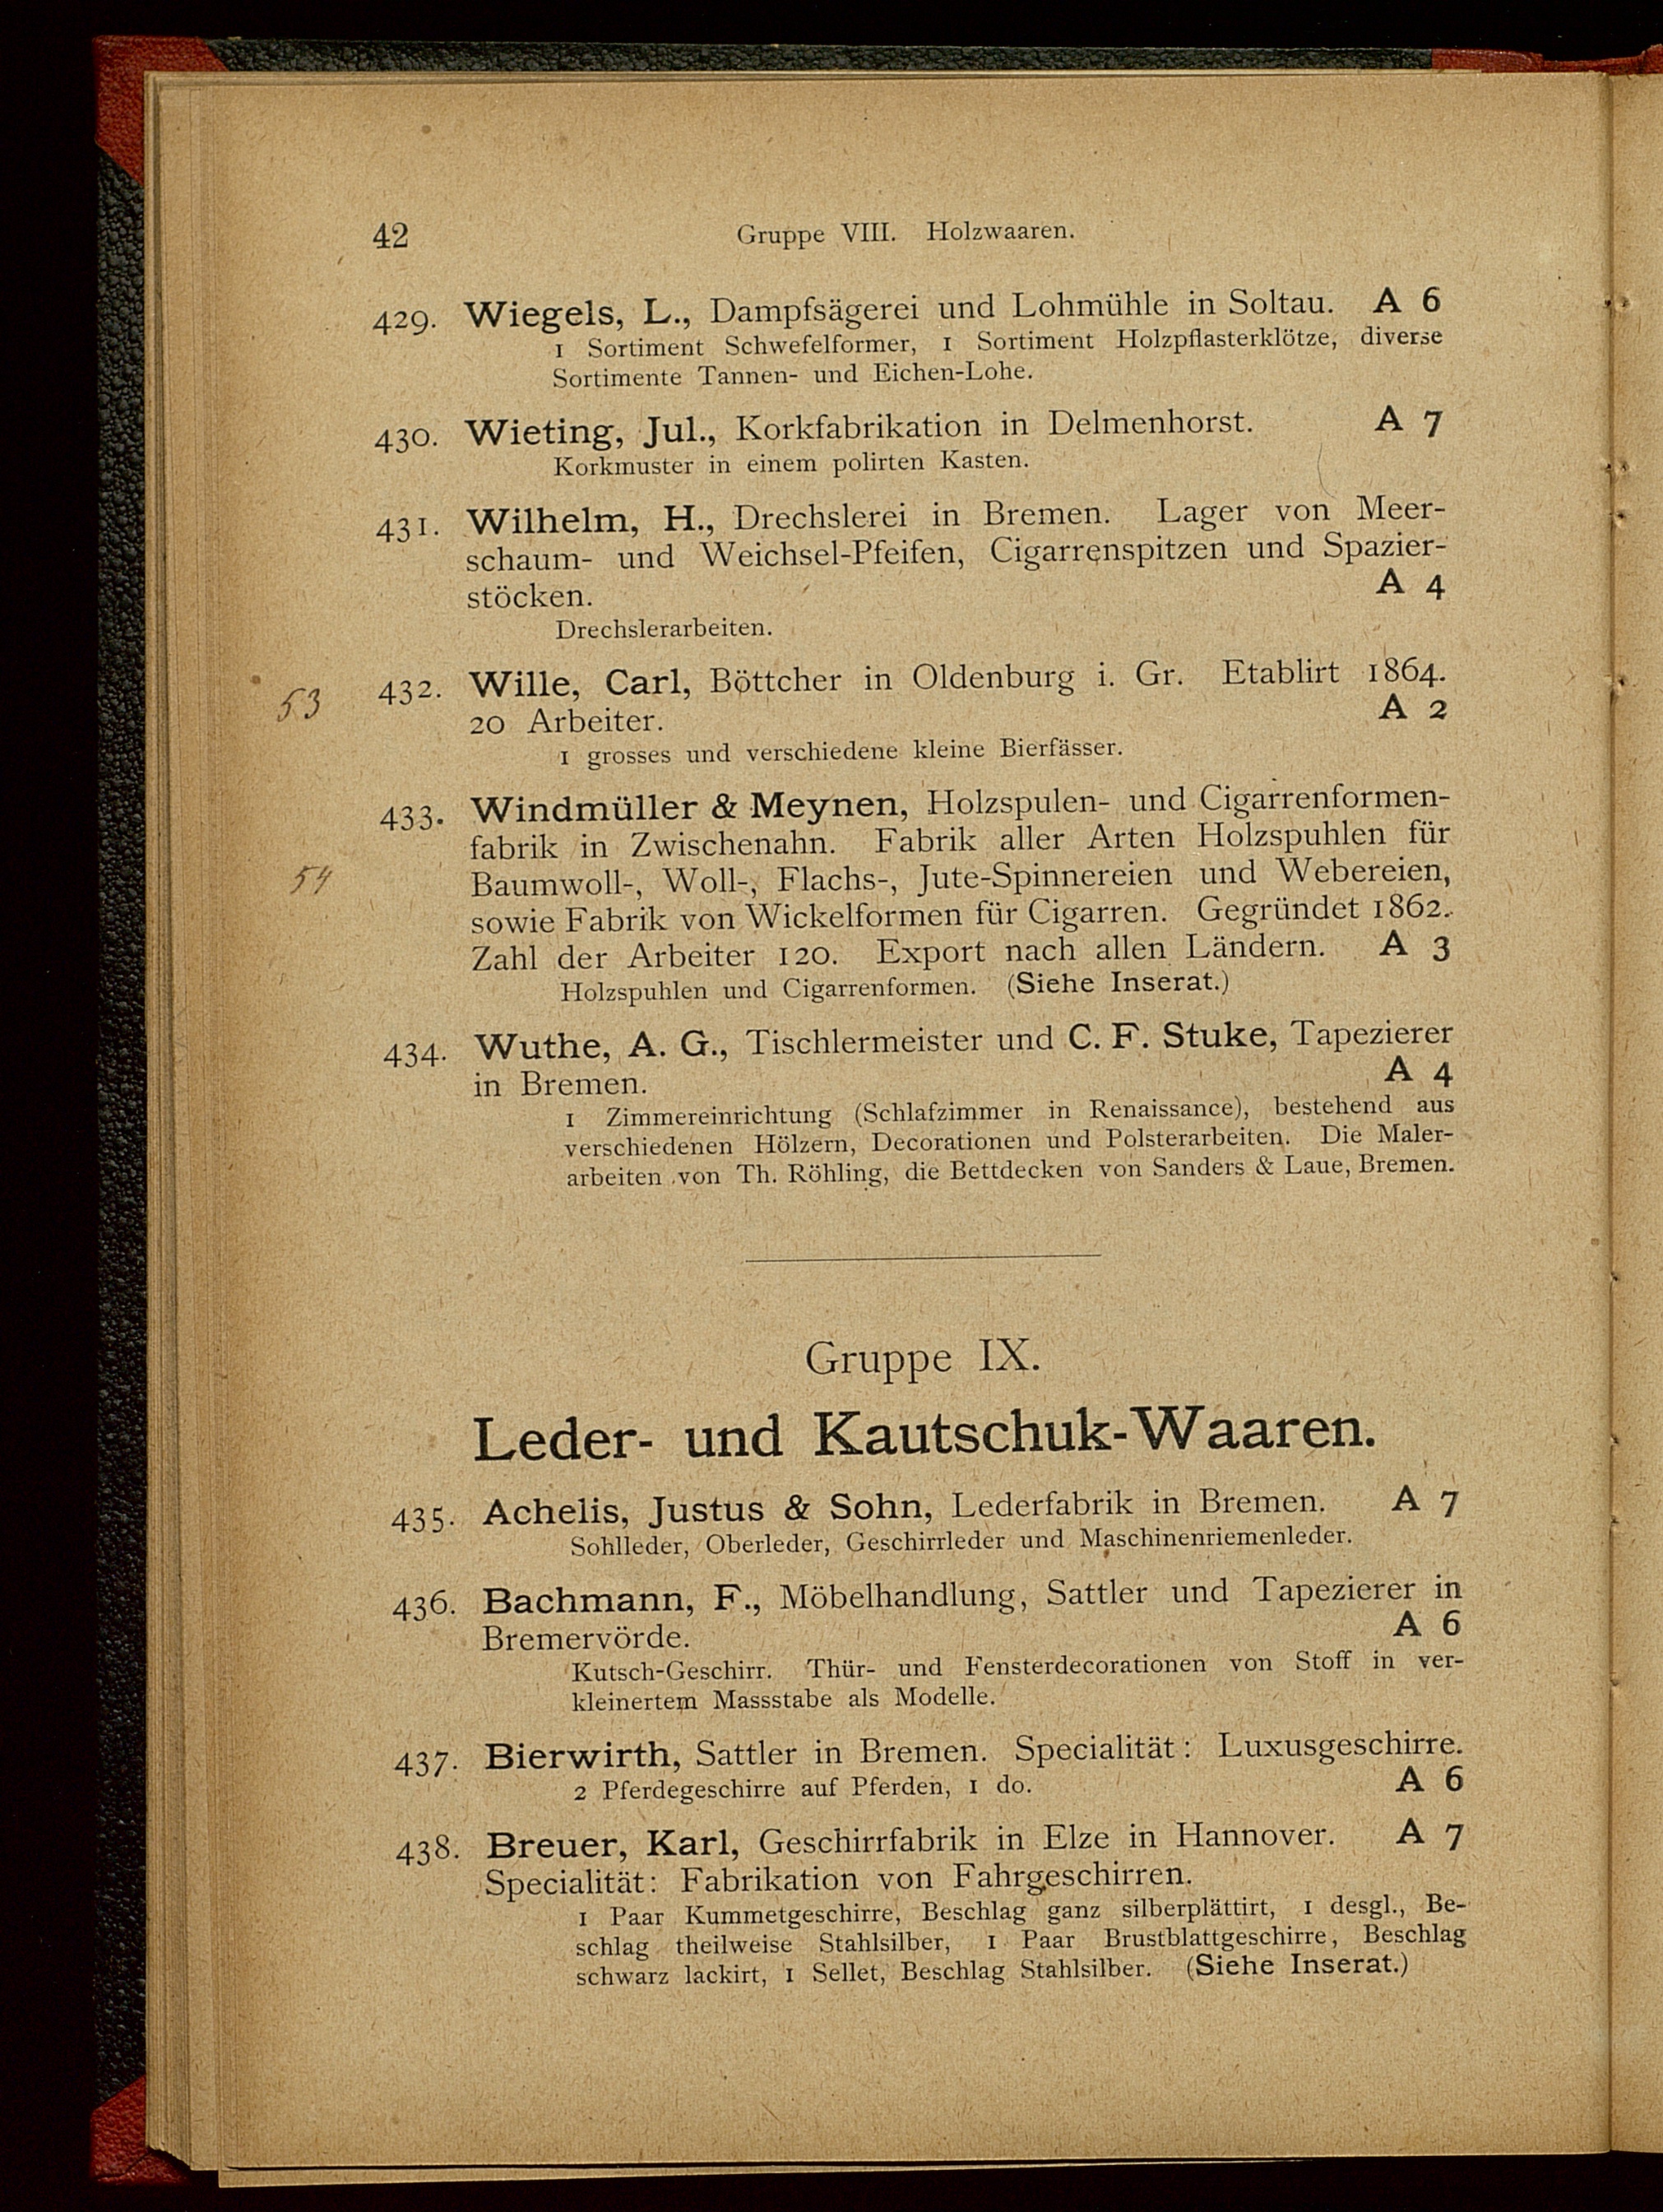 42
Gruppe VIII. Holzwaaren.
429. Wiegels, L., Dampfsägerei und Lohmühle in Soltau. A 6
1 Sortiment Schwefelformer, 1 Sortiment Holzpflasterklötze, diverse
Sortimente Tannen- und Eichen-Lohe.
430. Wieting, Jul., Korkfabrikation in Delmenhorst. A 7
Korkmuster in einem polirten Kasten.
431. Wilhelm, H., Drechslerei in Bremen. Lager von Meer-
schaum- und Weichsel-Pfeifen, Cigarrenspitzen und Spazier-
stöcken. A 4
Drechslerarbeiten.
53 432. Wille, Carl, Böttcher in Oldenburg i. Gr. Etablirt 1864.
20 Arbeiter. A 2
1 grosses und verschiedene kleine Bierfässer.
433. Windmüller & Meynen, Holzspulen- und Cigarrenformen-
fabrik in Zwischenahn. Fabrik aller Arten Holzspuhlen für
54 Baumwoll-, Woll-, Flachs-, Jute-Spinnereien und Webereien,
sowie Fabrik von Wickelformen für Cigarren. Gegründet 1862.
Zahl der Arbeiter 120. Export nach allen Ländern. A 3
Holzspuhlen und Cigarrenformen. (Siehe Inserat.)
434. Wuthe, A. G., Tischlermeister und C. F. Stuke, Tapezierer
in Bremen. A 4
1 Zimmereinrichtung (Schlafzimmer in Renaissance), bestehend aus
verschiedenen Hölzern, Decorationen und Polsterarbeiten. Die Maler-
arbeiten von Th. Röhling, die Bettdecken von Sanders & Laue, Bremen.
Gruppe IX.
Leder- und Kautschuk-Waaren.
435. Achelis, Justus & Sohn, Lederfabrik in Bremen. A 7
Sohlleder, Oberleder, Geschirrleder und Maschinenriemenleder.
436. Bachmann, F., Möbelhandlung, Sattler und Tapezierer in
Bremervörde. A 6
Kutsch-Geschirr. Thür- und Fensterdecorationen von Stoff in ver-
kleinertem Massstabe als Modelle.
437. Bierwirth, Sattler in Bremen. Specialität: Luxusgeschirre.
2 Pferdegeschirre auf Pferden, 1 do. A 6
438. Breuer, Karl, Geschirrfabrik in Elze in Hannover. A 7
Specialität: Fabrikation von Fahrgeschirren.
1 Paar Kummetgeschirre, Beschlag ganz silberplättirt, 1 desgl., Be-
schlag theilweise Stahlsilber, 1 Paar Brustblattgeschirre, Beschlag
schwarz lackirt, 1 Sellet, Beschlag Stahlsilber. (Siehe Inserat.)